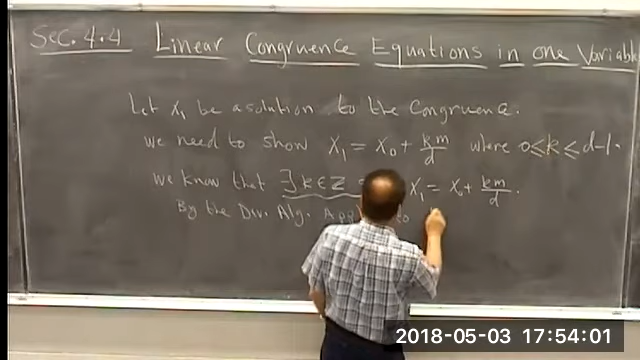 Sec. 4.4 Linear Congruence Equations in one Variable
Let x₁ be a solution to the Congruence.
we need to show x₁ = x₀ + km/d where 0 ≤ k ≤ d-1.
we know that ∃ k ∈ Z x₁ = x₀ + km/d.
By the Div. Alg. to
2018-05-03 17:54:01